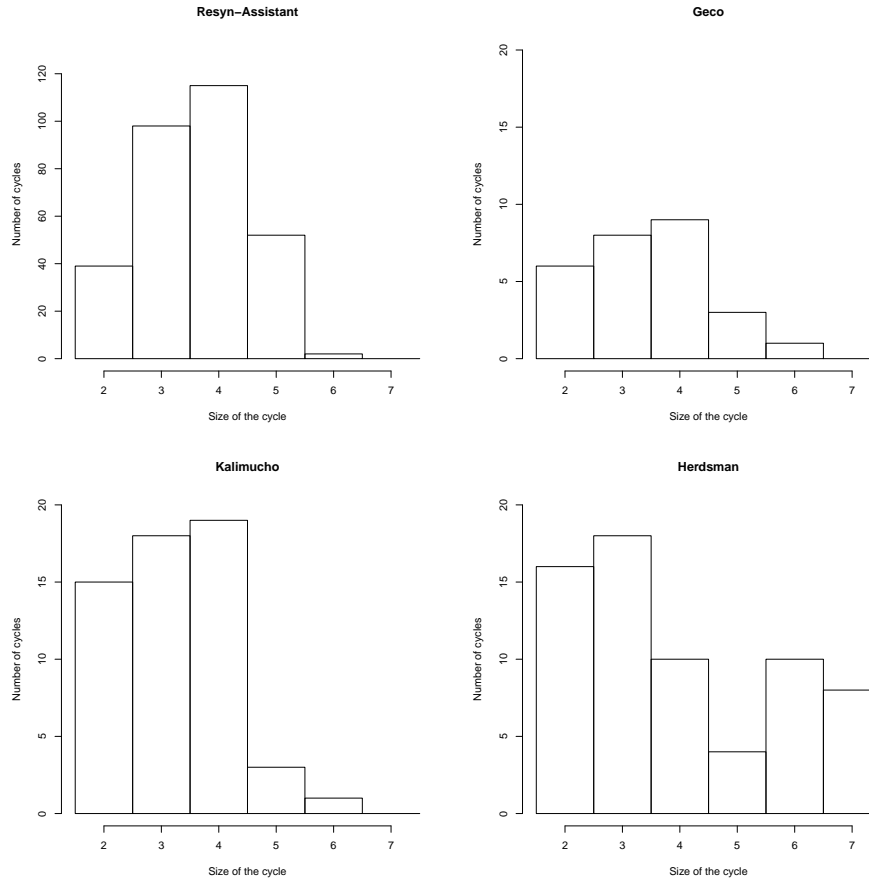 Resyn−Assistant
Number of cycles
0 20 40 60 80 100 120
2 3 4 5 6 7
Size of the cycle
Geco
Number of cycles
0 5 10 15 20
2 3 4 5 6 7
Size of the cycle
Kalimucho
Number of cycles
0 5 10 15 20
2 3 4 5 6 7
Size of the cycle
Herdsman
Number of cycles
0 5 10 15 20
2 3 4 5 6 7
Size of the cycle